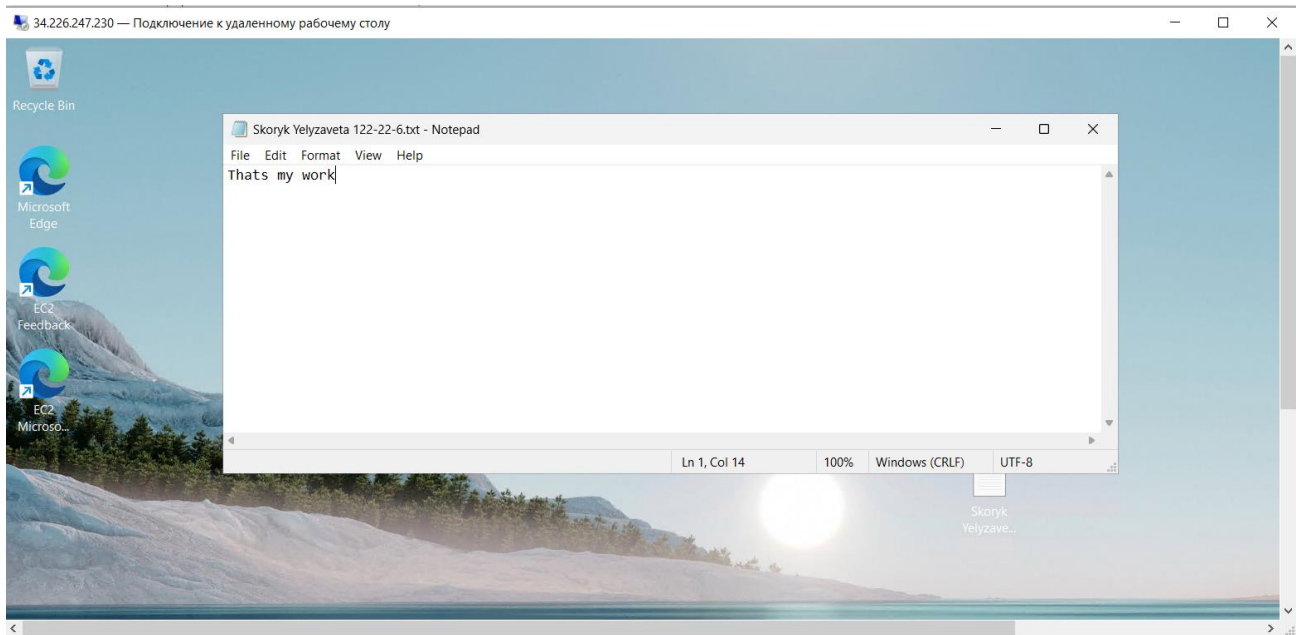 34.226.247.230 — Подключение к удаленному рабочему столу
Recycle Bin
Skoryk Yelyzaveta 122-22-6.txt - Notepad
File Edit Format View Help
Thats my work
Microsoft
Edge
EC2
Feedback
EC2
Microso...
Ln 1, Col 14 100% Windows (CRLF) UTF-8
Skoryk
Yelyzave...